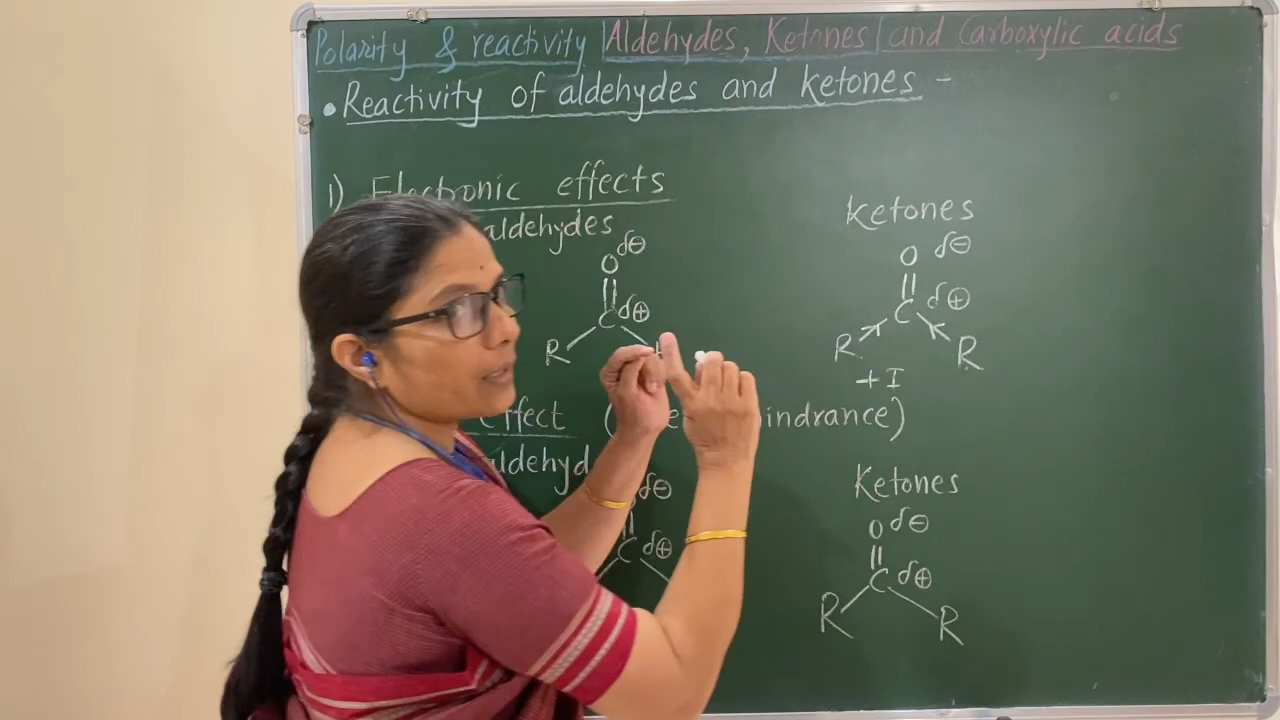 Polarity & reactivity Aldehydes, Ketones and Carboxylic acids
• Reactivity of aldehydes and ketones -
1) Electronic effects
aldehydes
ketones
O δ⊖
O δ⊖
C δ⊕
C δ⊕
R
R R
+I
effect ( hindrance)
Ketones
δ⊖
O δ⊖
C δ⊕
C δ⊕
R R